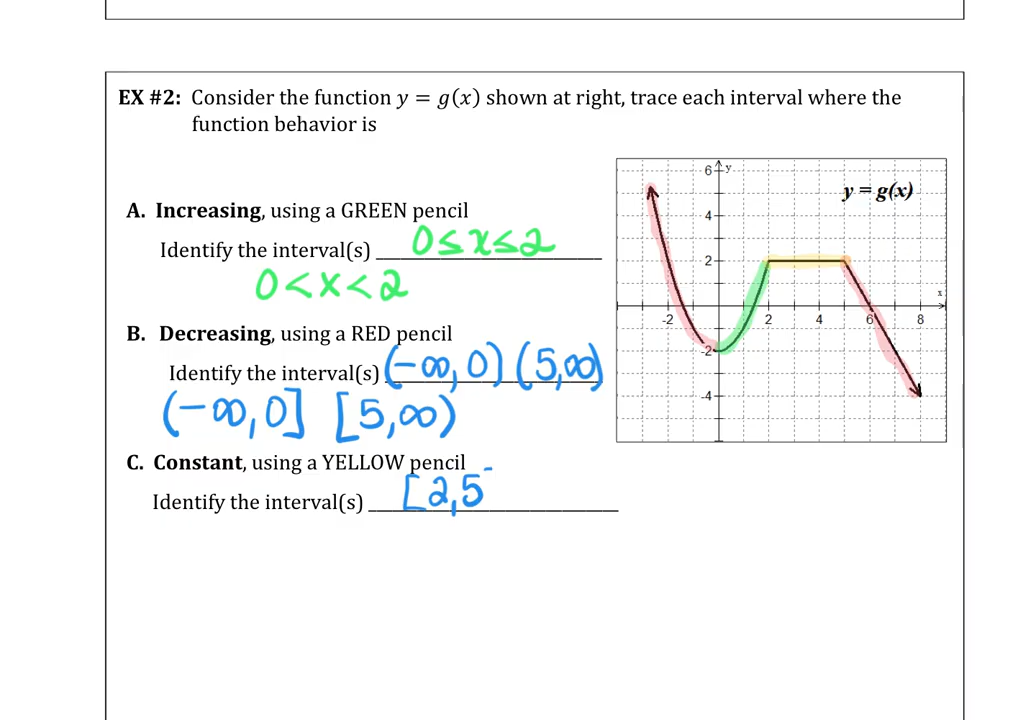 EX #2: Consider the function y = g(x) shown at right, trace each interval where the
function behavior is
A. Increasing, using a GREEN pencil
Identify the interval(s) 0 ≤ x ≤ 2
0 < x < 2
B. Decreasing, using a RED pencil
Identify the interval(s) (-∞, 0) (5, ∞)
(-∞, 0] [5, ∞)
C. Constant, using a YELLOW pencil
Identify the interval(s) [2, 5
6 y
y = g(x)
4
2
x
-2 2 4 6 8
-2
-4